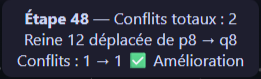 Étape 48 — Conflits totaux : 2
Reine 12 déplacée de p8 → q8
Conflits : 1 → 1 ✅ Amélioration